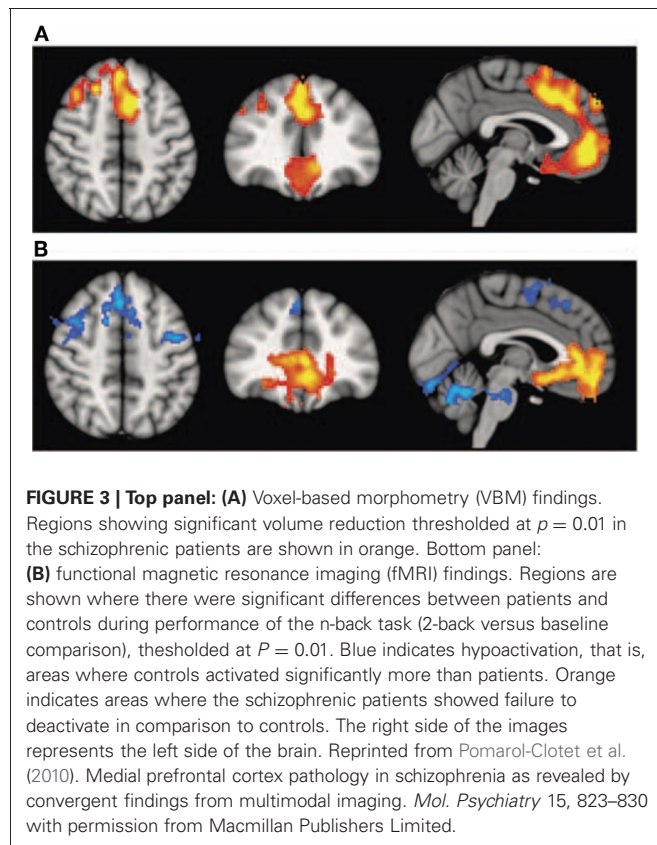 A
B
FIGURE 3 | Top panel: (A) Voxel-based morphometry (VBM) findings.
Regions showing significant volume reduction thresholded at p = 0.01 in
the schizophrenic patients are shown in orange. Bottom panel:
(B) functional magnetic resonance imaging (fMRI) findings. Regions are
shown where there were significant differences between patients and
controls during performance of the n-back task (2-back versus baseline
comparison), thesholded at P = 0.01. Blue indicates hypoactivation, that is,
areas where controls activated significantly more than patients. Orange
indicates areas where the schizophrenic patients showed failure to
deactivate in comparison to controls. The right side of the images
represents the left side of the brain. Reprinted from Pomarol-Clotet et al.
(2010). Medial prefrontal cortex pathology in schizophrenia as revealed by
convergent findings from multimodal imaging. Mol. Psychiatry 15, 823–830
with permission from Macmillan Publishers Limited.